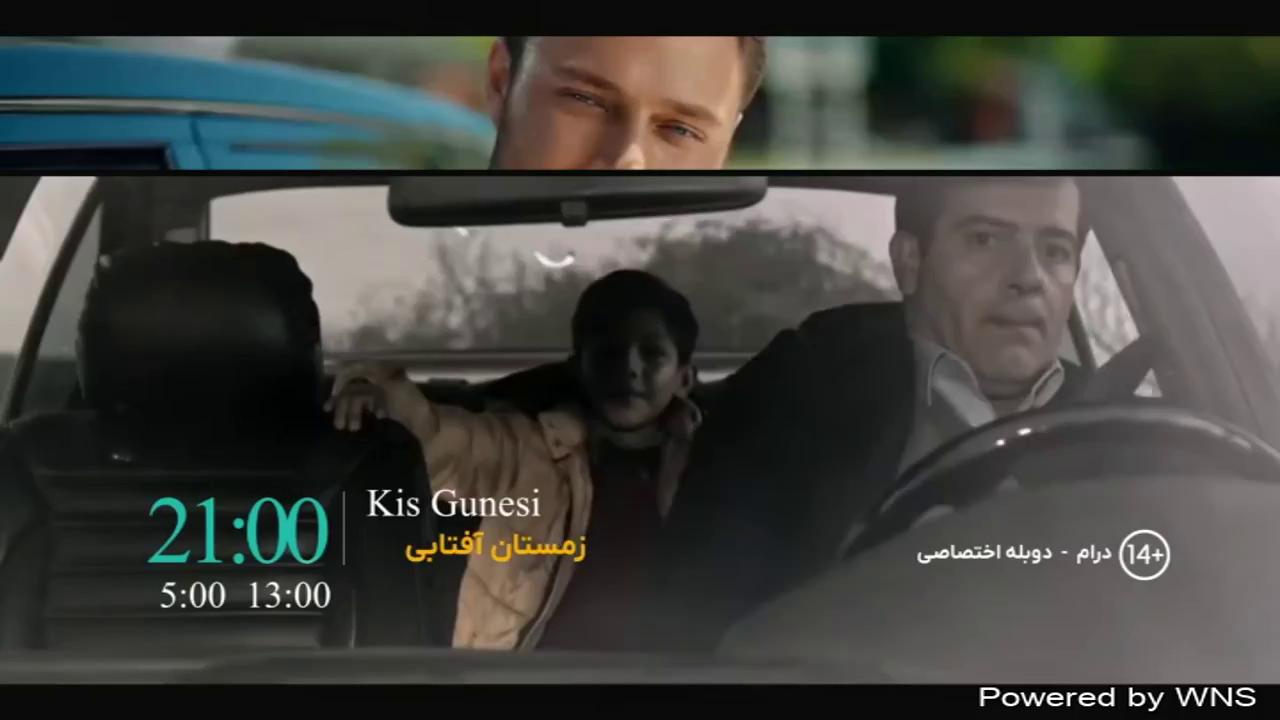 21:00
5:00 13:00
Kis Gunesi
زمستان آفتابی
درام - دوبله اختصاصی
14+
Powered by WNS